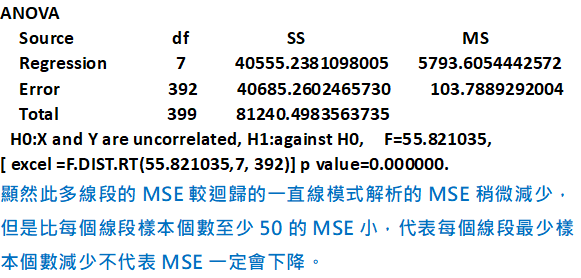 ANOVA
Source df SS MS
Regression 7 40555.2381098005 5793.6054442572
Error 392 40685.2602465730 103.7889292004
Total 399 81240.4983563735
H0:X and Y are uncorrelated, H1:against H0, F=55.821035,
[ excel =F.DIST.RT(55.821035,7, 392)] p value=0.000000.
顯然此多線段的 MSE 較迴歸的一直線模式解析的 MSE 稍微減少，
但是比每個線段樣本個數至少 50 的 MSE 小，代表每個線段最少樣
本個數減少不代表 MSE 一定會下降。